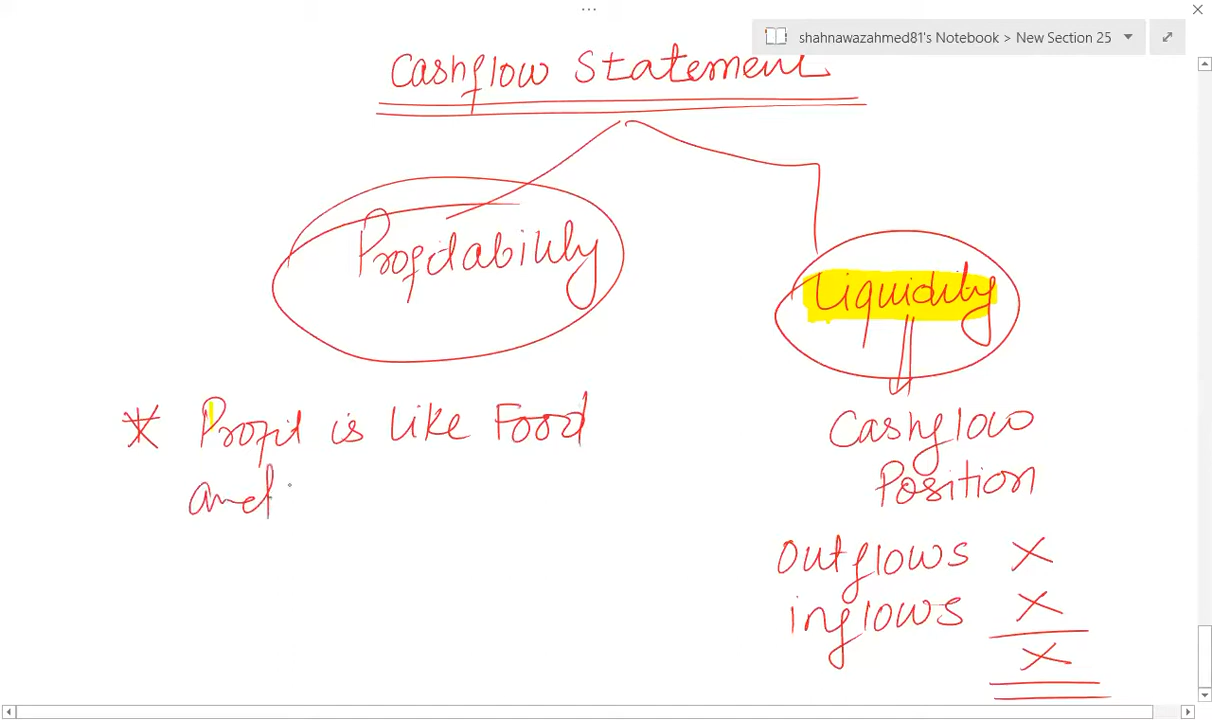 shahnawazahmed81's Notebook > New Section 25
Cashflow Statement
Profitability
Liquidity
* Profit is like Food
and
Cashflow
Position
Outflows X
inflows X
X